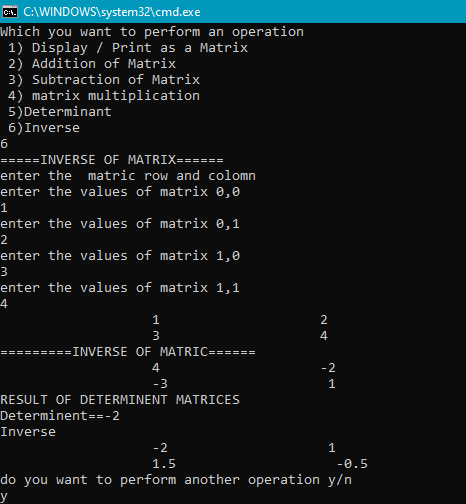 C:\WINDOWS\system32\cmd.exe
Which you want to perform an operation
1) Display / Print as a Matrix
2) Addition of Matrix
3) Subtraction of Matrix
4) matrix multiplication
5)Determinant
6)Inverse
6
=====INVERSE OF MATRIX======
enter the  matric row and colomn
enter the values of matrix 0,0
1
enter the values of matrix 0,1
2
enter the values of matrix 1,0
3
enter the values of matrix 1,1
4
1 2
3 4
=========INVERSE OF MATRIC======
4 -2
-3 1
RESULT OF DETERMINENT MATRICES
Determinent==-2
Inverse
-2 1
1.5 -0.5
do you want to perform another operation y/n
y